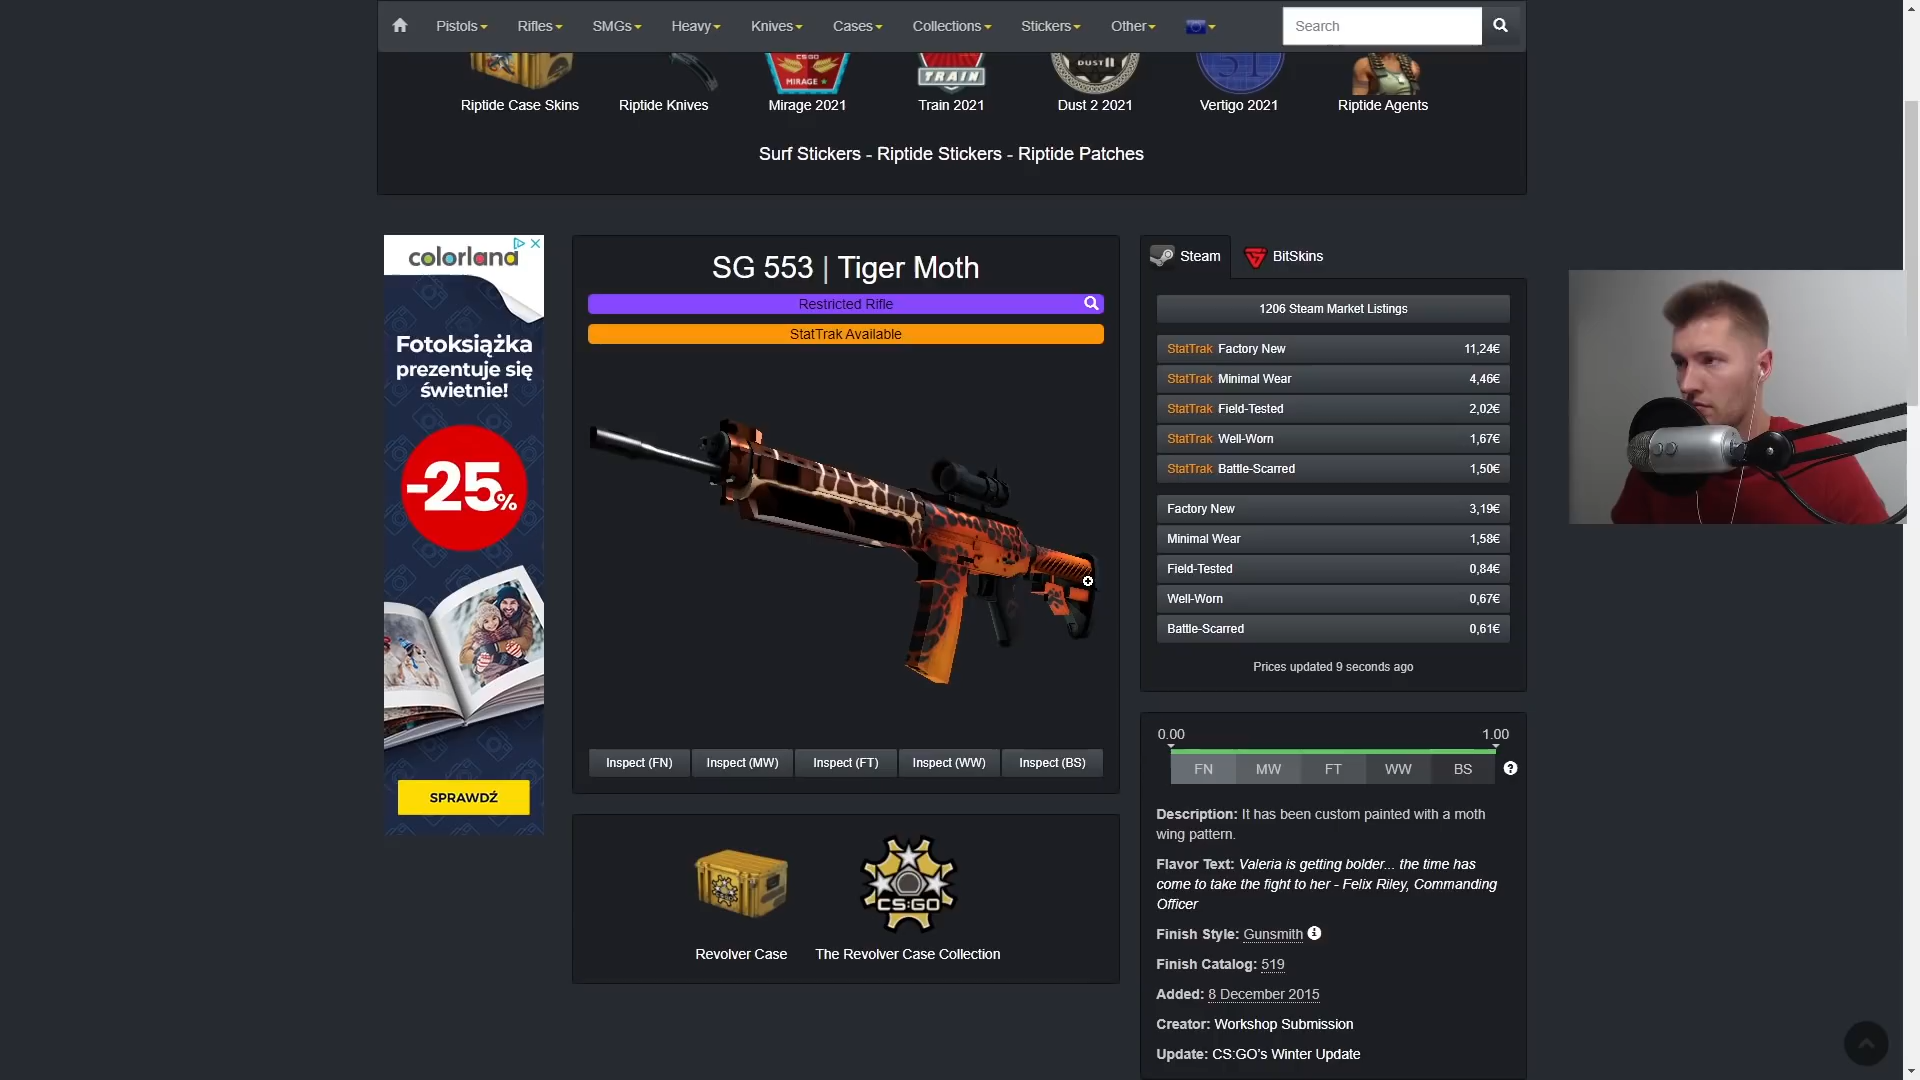 Pistols
Rifles
SMGs
Heavy
Knives
Cases
Collections
Stickers
Other
Search
CS:GO
MIRAGE
TRAIN
DUST II
Riptide Case Skins
Riptide Knives
Mirage 2021
Train 2021
Dust 2 2021
Vertigo 2021
Riptide Agents
Surf Stickers - Riptide Stickers - Riptide Patches
colorland
Fotoksiążka
prezentuje się
świetnie!
-25%
SPRAWDŹ
SG 553 | Tiger Moth
Restricted Rifle
StatTrak Available
Inspect (FN)
Inspect (MW)
Inspect (FT)
Inspect (WW)
Inspect (BS)
CS:GO
Revolver Case
The Revolver Case Collection
Steam
BitSkins
1206 Steam Market Listings
StatTrak Factory New 11,24€
StatTrak Minimal Wear 4,46€
StatTrak Field-Tested 2,02€
StatTrak Well-Worn 1,67€
StatTrak Battle-Scarred 1,50€
Factory New 3,19€
Minimal Wear 1,58€
Field-Tested 0,84€
Well-Worn 0,67€
Battle-Scarred 0,61€
Prices updated 9 seconds ago
0.00 1.00
FN MW FT WW BS
Description: It has been custom painted with a moth
wing pattern.
Flavor Text: Valeria is getting bolder... the time has
come to take the fight to her - Felix Riley, Commanding
Officer
Finish Style: Gunsmith
Finish Catalog: 519
Added: 8 December 2015
Creator: Workshop Submission
Update: CS:GO's Winter Update